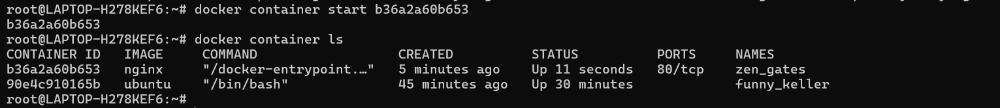 root@LAPTOP-H278KEF6:~# docker container start b36a2a60b653
b36a2a60b653
root@LAPTOP-H278KEF6:~# docker container ls
CONTAINER ID   IMAGE     COMMAND                  CREATED          STATUS          PORTS     NAMES
b36a2a60b653   nginx     "/docker-entrypoint.…"   5 minutes ago    Up 11 seconds   80/tcp    zen_gates
90e4c910165b   ubuntu    "/bin/bash"              45 minutes ago   Up 30 minutes             funny_keller
root@LAPTOP-H278KEF6:~#